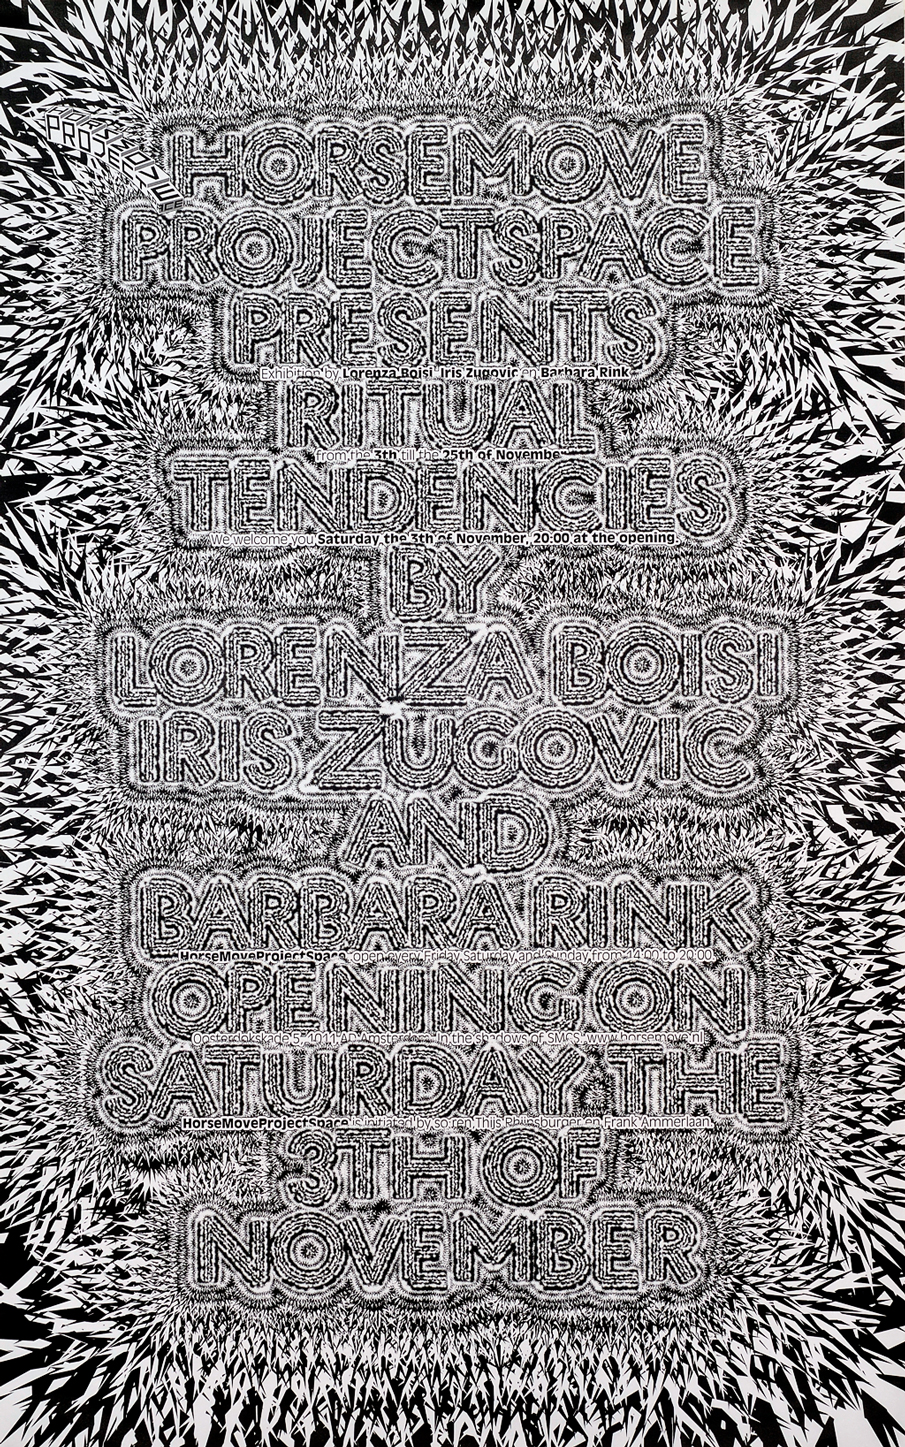 HORSEMOVE
PROJECTSPACE
PRESENTS
Exhibition by Lorenza Boisi, Iris Zugovic en Barbara Rink
RITUAL
from the 3th till the 25th of November
TENDENCIES
We welcome you Saturday the 3th of November, 20:00 at the opening
BY
LORENZA BOISI
IRIS ZUGOVIC
AND
BARBARA RINK
HorseMoveProjectSpace open every Friday Saturday and Sunday from 14:00 to 20:00.
OPENING ON
Oosterdokskade 5, 1011 AD Amsterdam. In the shadows of SMCS. www.horsemove.nl
SATURDAY THE
HorseMoveProjectSpace is initiated by so ren Thijs Rhijnsburger en Frank Ammerlaan.
3TH OF
NOVEMBER